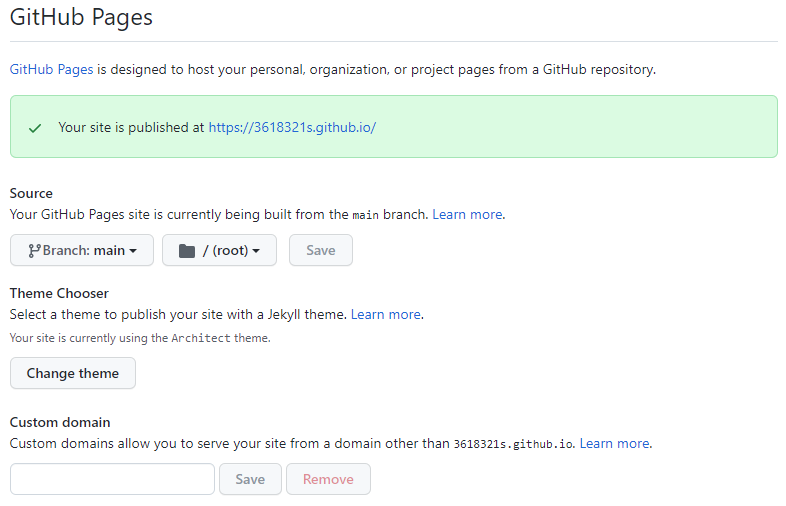 GitHub Pages
GitHub Pages is designed to host your personal, organization, or project pages from a GitHub repository.
Your site is published at https://3618321s.github.io/
Source
Your GitHub Pages site is currently being built from the main branch. Learn more.
Branch: main / (root) Save
Theme Chooser
Select a theme to publish your site with a Jekyll theme. Learn more.
Your site is currently using the Architect theme.
Change theme
Custom domain
Custom domains allow you to serve your site from a domain other than 3618321s.github.io. Learn more.
Save Remove